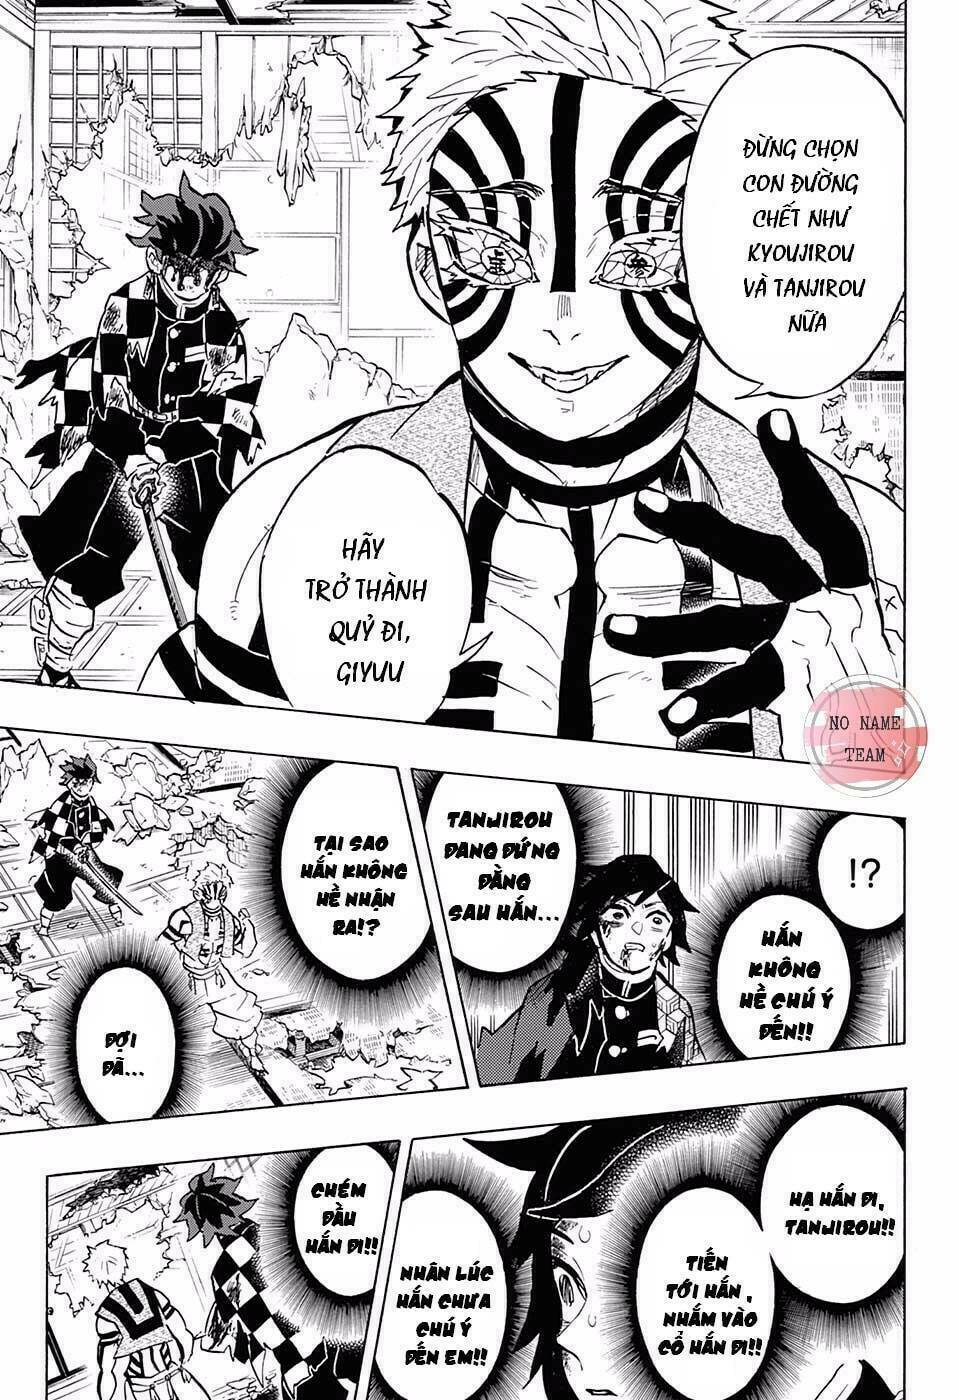 ĐỪNG CHỌN
CON ĐƯỜNG
CHẾT NHƯ
KYOUJIROU
VÀ TANJIROU
NỮA
HÃY
TRỞ THÀNH
QUỶ ĐI,
GIYUU
NO NAME
TEAM
!?
HẮN
KHÔNG
HỀ CHÚ Ý
ĐẾN!!
TANJIROU
ĐANG ĐỨNG
ĐẰNG
SAU HẮN...
TẠI SAO
HẮN KHÔNG
HỀ NHẬN
RA!?
ĐỢI
ĐÃ...
HẠ HẮN ĐI,
TANJIROU!!
TIẾN
TỚI HẮN,
NHẮM VÀO
CỔ HẮN ĐI!!
NHÂN LÚC
HẮN CHƯA
CHÚ Ý
ĐẾN EM!!
CHÉM
ĐẦU
HẮN ĐI!!